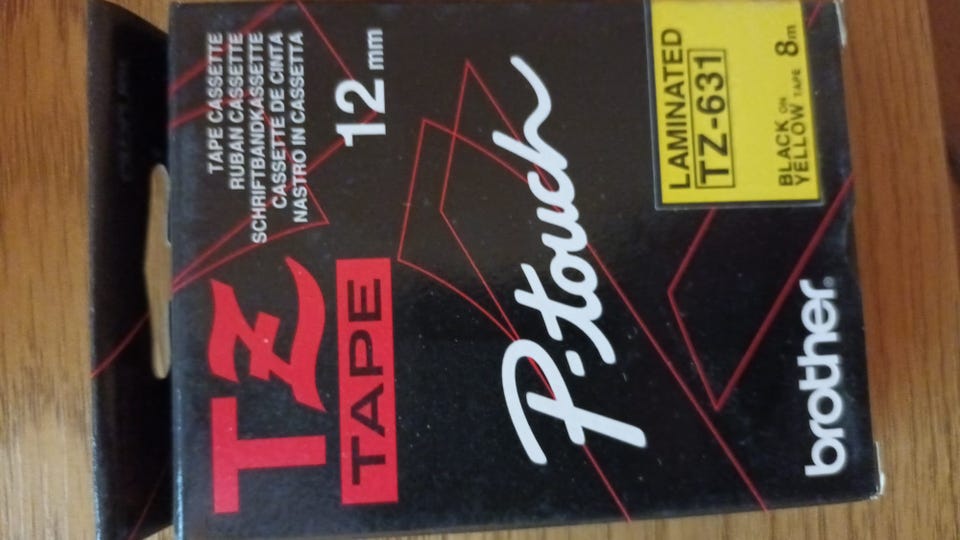 TZ
TAPE
TAPE CASSETTE
RUBAN CASSETTE
SCHRIFTBANDKASSETTE
CASSETTE DE CINTA
NASTRO IN CASSETTA
12 mm
P-touch
LAMINATED
TZ-631
BLACK ON
YELLOW TAPE 8m
brother®